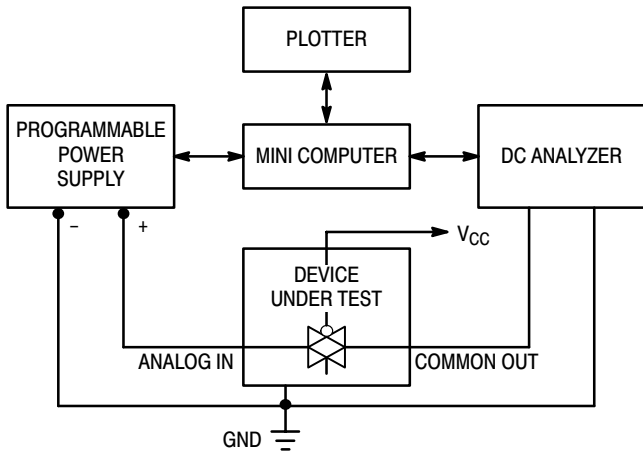 PLOTTER
PROGRAMMABLE
POWER
SUPPLY
MINI COMPUTER
DC ANALYZER
– +
VCC
DEVICE
UNDER TEST
ANALOG IN
COMMON OUT
GND